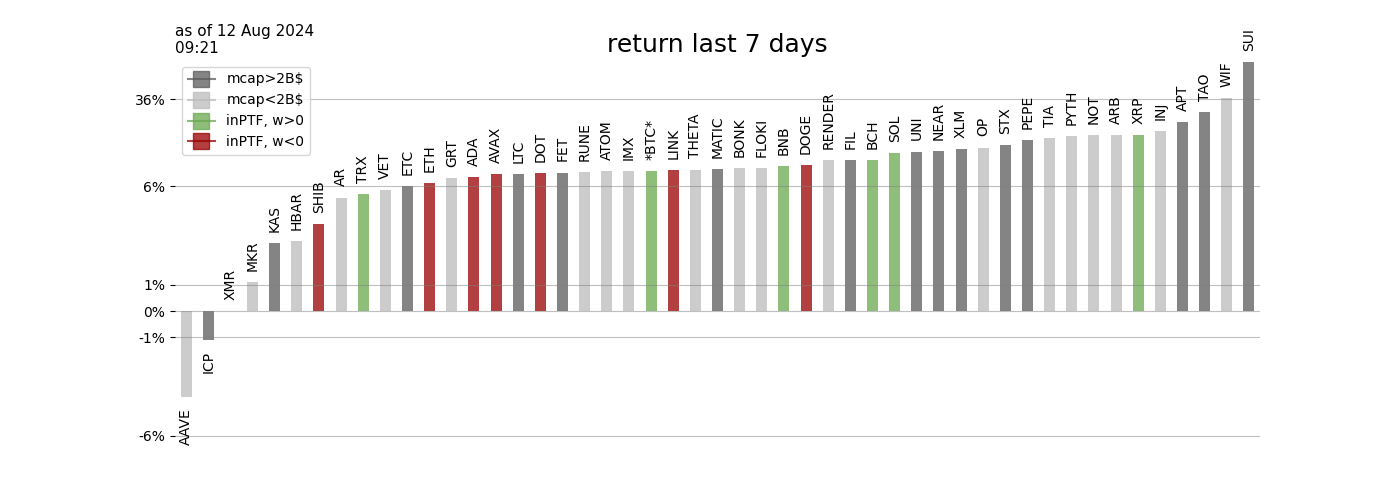 as of 12 Aug 2024
09:21
return last 7 days
mcap>2B$
mcap<2B$
inPTF, w>0
inPTF, w<0
36%
6%
1%
0%
-1%
-6%
AAVE
ICP
XMR
MKR
KAS
HBAR
SHIB
AR
TRX
VET
ETC
ETH
GRT
ADA
AVAX
LTC
DOT
FET
RUNE
ATOM
IMX
*BTC*
LINK
THETA
MATIC
BONK
FLOKI
BNB
DOGE
RENDER
FIL
BCH
SOL
UNI
NEAR
XLM
OP
STX
PEPE
TIA
PYTH
NOT
ARB
XRP
INJ
APT
TAO
WIF
SUI